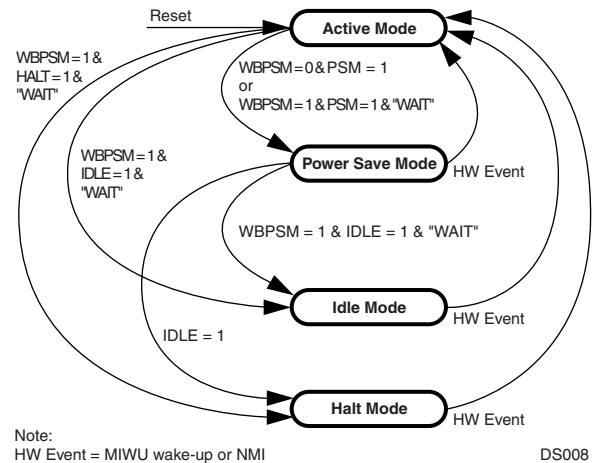 Reset
Active Mode
WBPSM = 1 &
HALT = 1 &
"WAIT"
WBPSM = 0 & PSM = 1
or
WBPSM = 1 & PSM = 1 & "WAIT"
WBPSM = 1 &
IDLE = 1 &
"WAIT"
Power Save Mode
HW Event
WBPSM = 1 & IDLE = 1 & "WAIT"
Idle Mode
HW Event
IDLE = 1
Halt Mode
HW Event
Note:
HW Event = MIWU wake-up or NMI
DS008